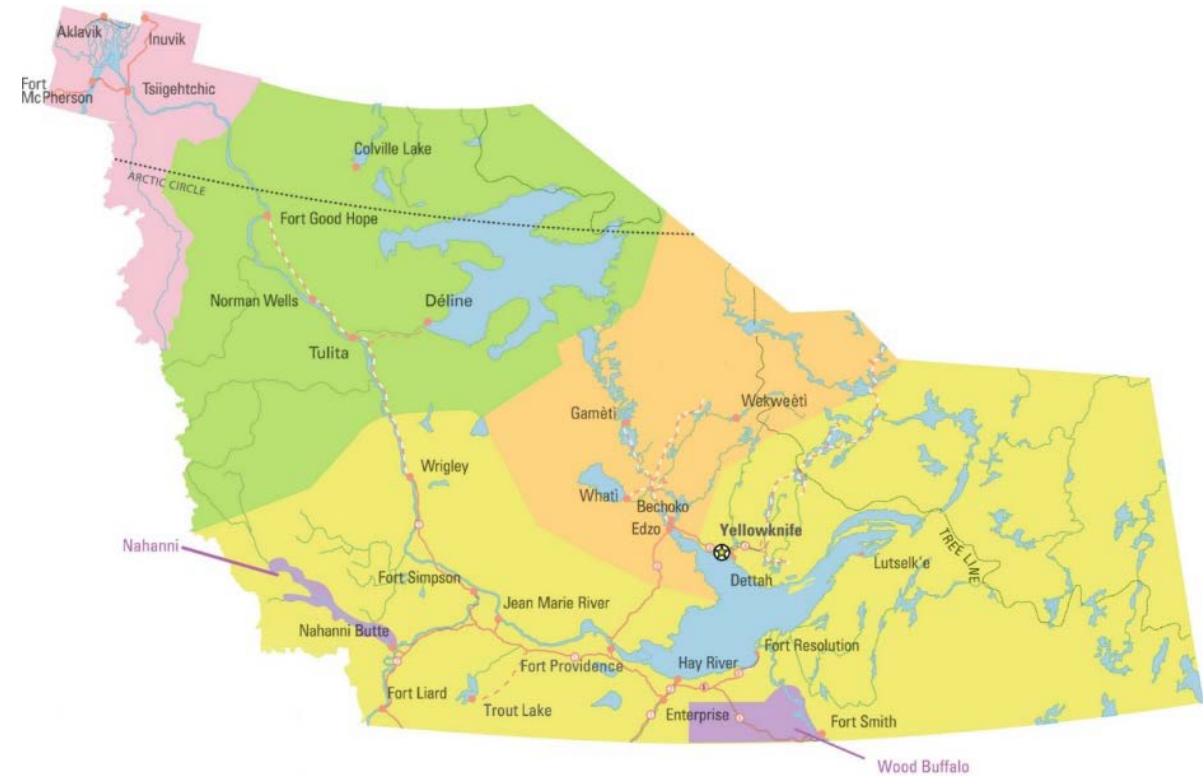 Aklavik
Inuvik
Fort
McPherson
Tsiigehtchic
Colville Lake
ARCTIC CIRCLE
Fort Good Hope
Norman Wells
Déline
Tulita
Gamètì
Wekweètì
Wrigley
Whatì
Bechoko
Edzo
Yellowknife
Nahanni
TREE LINE
Lutselk'e
Dettah
Fort Simpson
Jean Marie River
Nahanni Butte
Fort Resolution
Fort Providence
Hay River
Fort Liard
Trout Lake
Enterprise
Fort Smith
Wood Buffalo